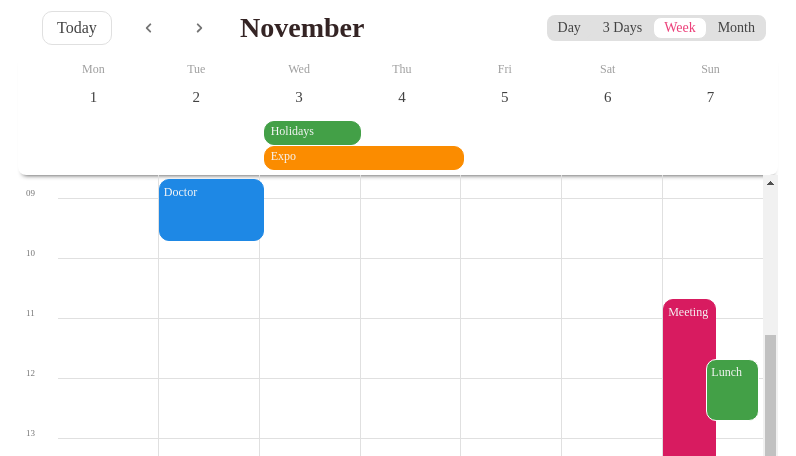 Today
November
Day 3 Days Week Month
Mon Tue Wed Thu Fri Sat Sun
1 2 3 4 5 6 7
Holidays
Expo
09
Doctor
10
11
Meeting
12
Lunch
13